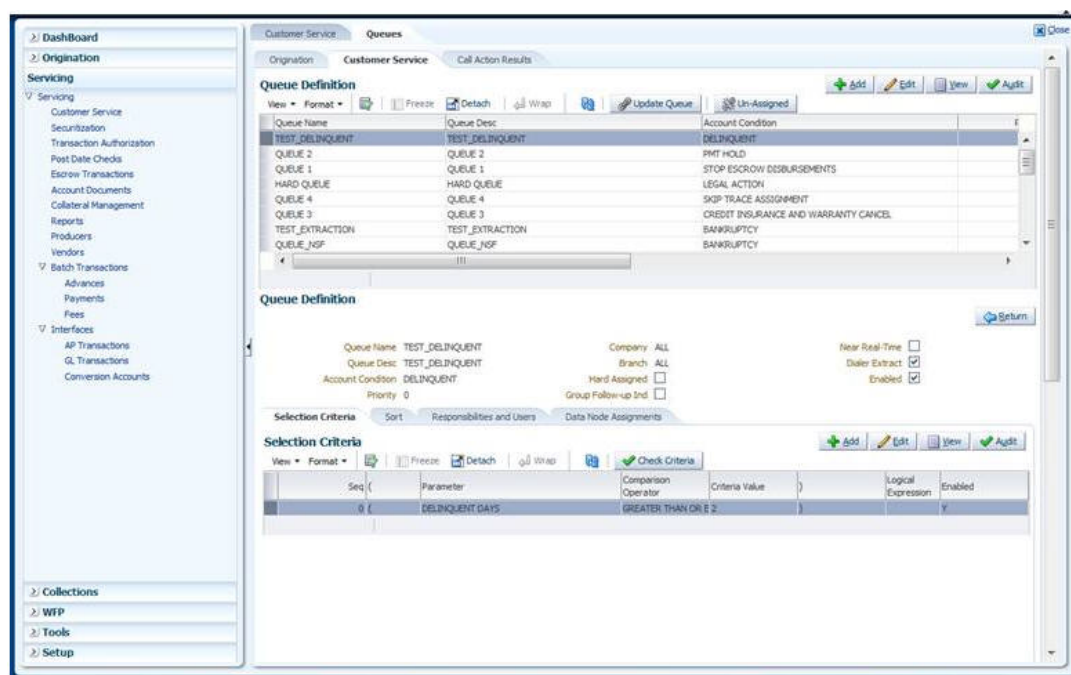 Close
DashBoard
Origination
Servicing
Servicing
Customer Service
Securitization
Transaction Authorization
Post Date Checks
Escrow Transactions
Account Documents
Collateral Management
Reports
Producers
Vendors
Batch Transactions
Advances
Payments
Fees
Interfaces
AP Transactions
GL Transactions
Conversion Accounts
Collections
WFP
Tools
Setup
Customer Service Queues
Origination Customer Service Call Action Results
Queue Definition
Add Edit View Audit
View Format Freeze Detach Wrap Update Queue Un-Assigned
Queue Name Queue Desc Account Condition
TEST_DELINQUENT TEST_DELINQUENT DELINQUENT
QUEUE 2 QUEUE 2 PMT HOLD
QUEUE 1 QUEUE 1 STOP ESCROW DISBURSEMENTS
HARD QUEUE HARD QUEUE LEGAL ACTION
QUEUE 4 QUEUE 4 SKIP TRACE ASSIGNMENT
QUEUE 3 QUEUE 3 CREDIT INSURANCE AND WARRANTY CANCEL
TEST_EXTRACTION TEST_EXTRACTION BANKRUPTCY
QUEUE_NSF QUEUE_NSF BANKRUPTCY
Queue Definition
Return
Queue Name TEST_DELINQUENT Company ALL Near Real-Time
Queue Desc TEST_DELINQUENT Branch ALL Dialer Extract
Account Condition DELINQUENT Hard Assigned Enabled
Priority 0 Group Follow-up Ind
Selection Criteria Sort Responsibilities and Users Data Node Assignments
Selection Criteria
Add Edit View Audit
View Format Freeze Detach Wrap Check Criteria
Seq ( Parameter Comparison Operator Criteria Value ) Logical Expression Enabled
0 ( DELINQUENT DAYS GREATER THAN OR E 2 ) Y